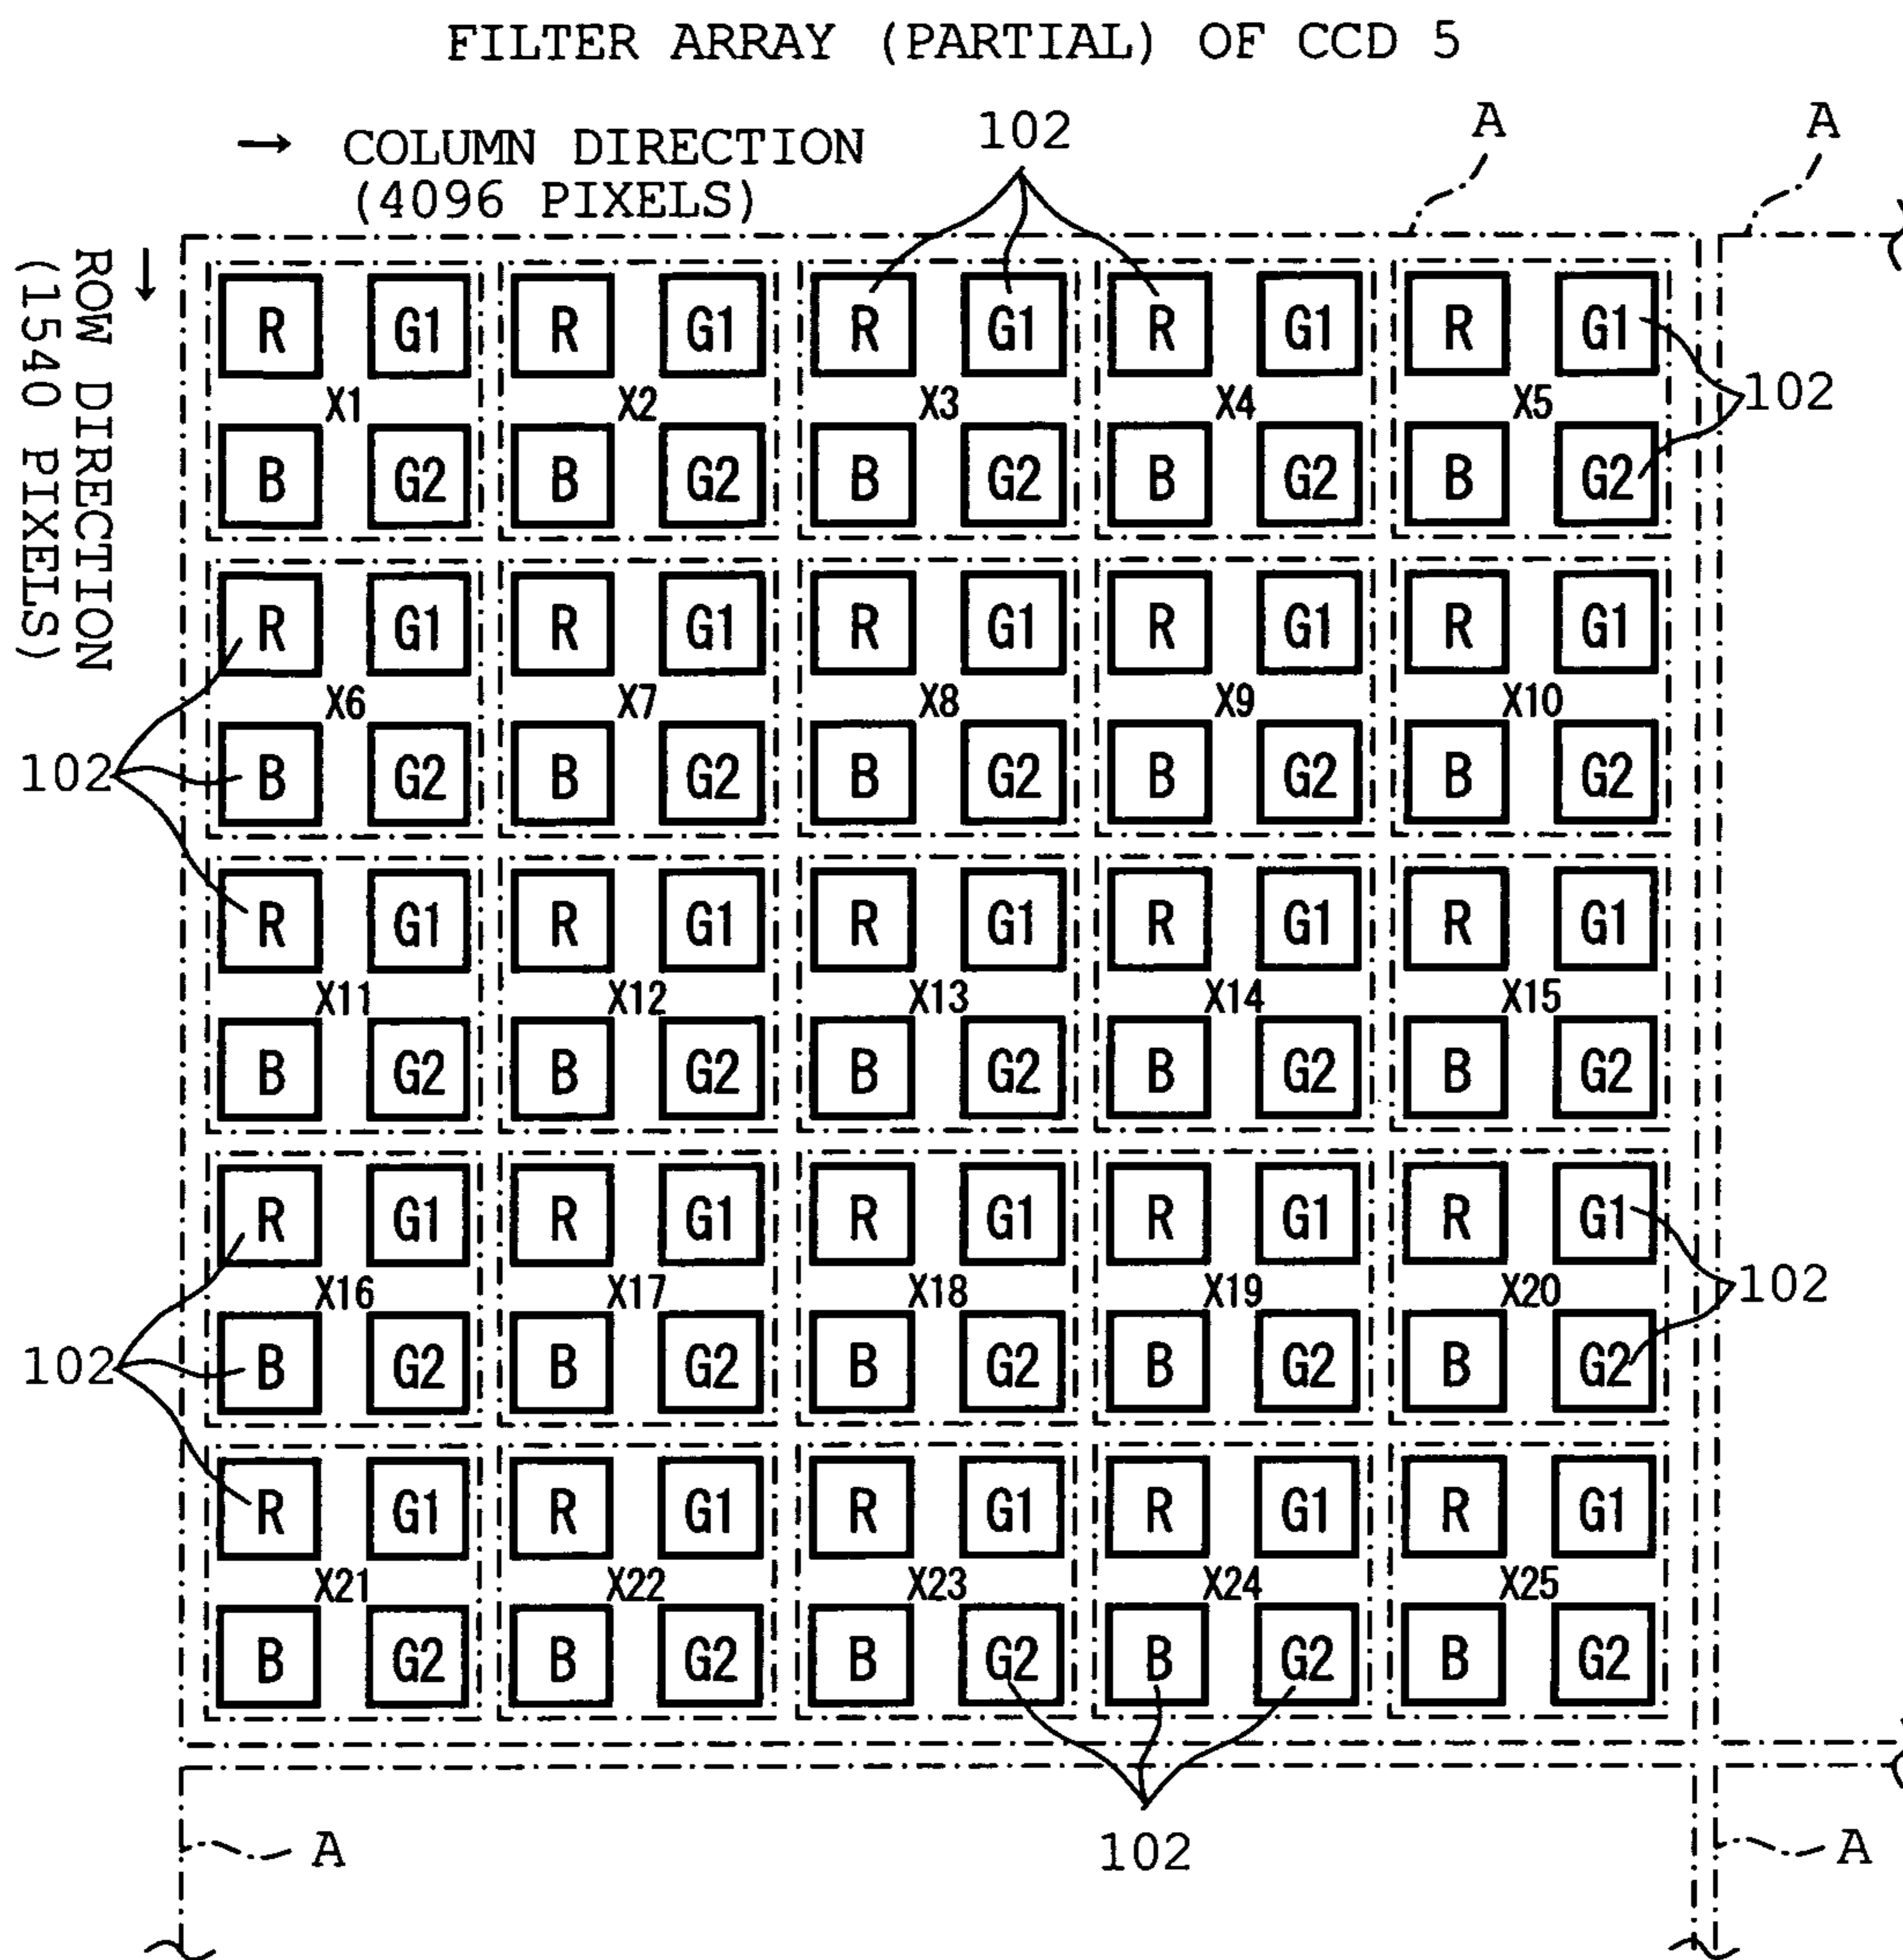 FILTER ARRAY (PARTIAL) OF CCD 5
→ COLUMN DIRECTION
(4096 PIXELS)
102
A
A
ROW DIRECTION
(1540 PIXELS)
R G1 R G1 R G1 R G1 R G1
X1 X2 X3 X4 X5
102
B G2 B G2 B G2 B G2 B G2
R G1 R G1 R G1 R G1 R G1
X6 X7 X8 X9 X10
102
B G2 B G2 B G2 B G2 B G2
R G1 R G1 R G1 R G1 R G1
X11 X12 X13 X14 X15
B G2 B G2 B G2 B G2 B G2
R G1 R G1 R G1 R G1 R G1
X16 X17 X18 X19 X20
102
102
B G2 B G2 B G2 B G2 B G2
R G1 R G1 R G1 R G1 R G1
X21 X22 X23 X24 X25
B G2 B G2 B G2 B G2 B G2
A
102
A